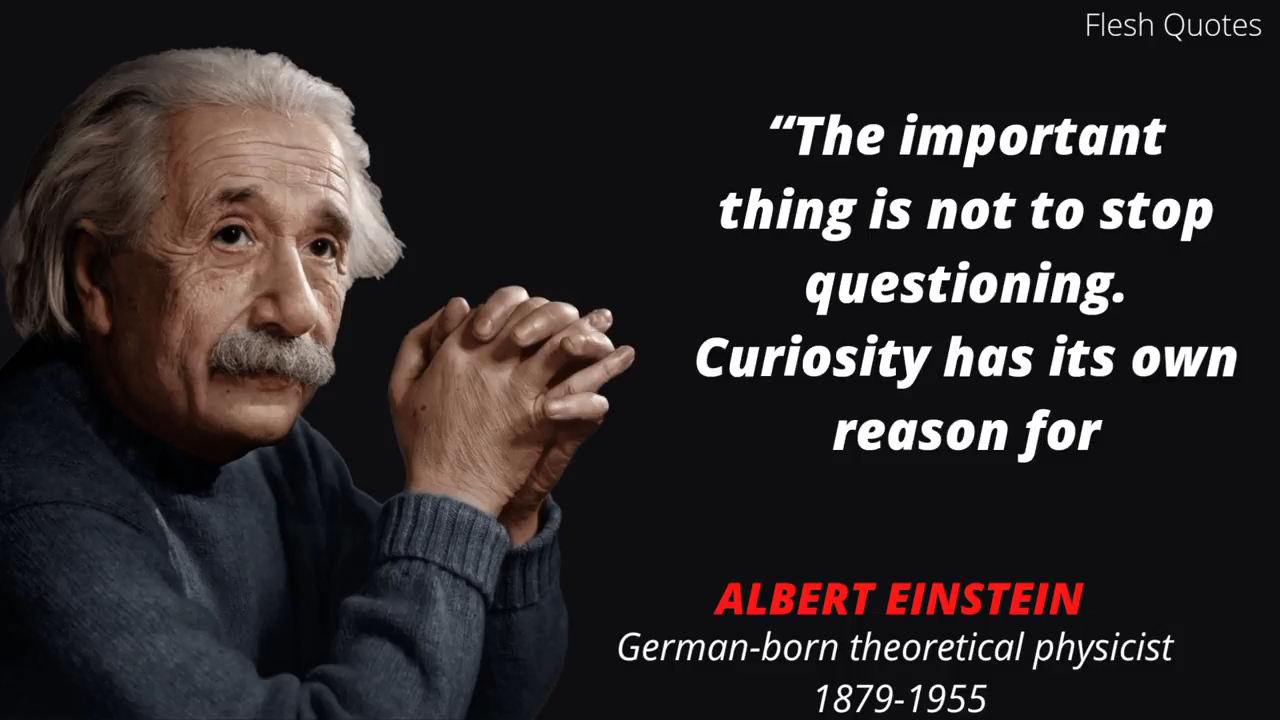 Flesh Quotes
“The important
thing is not to stop
questioning.
Curiosity has its own
reason for
ALBERT EINSTEIN
German-born theoretical physicist
1879-1955